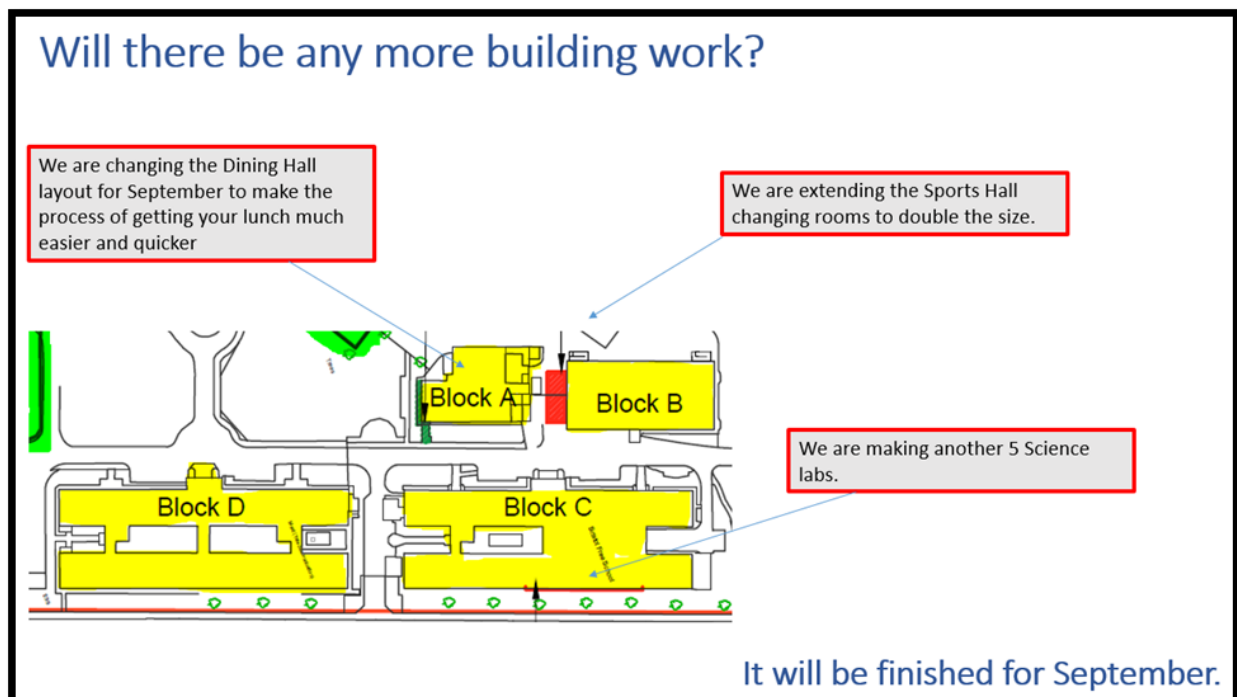 Will there be any more building work?
We are changing the Dining Hall
layout for September to make the
process of getting your lunch much
easier and quicker
We are extending the Sports Hall
changing rooms to double the size.
Trees
Block A
Block B
We are making another 5 Science
labs.
Block D
Block C
It will be finished for September.